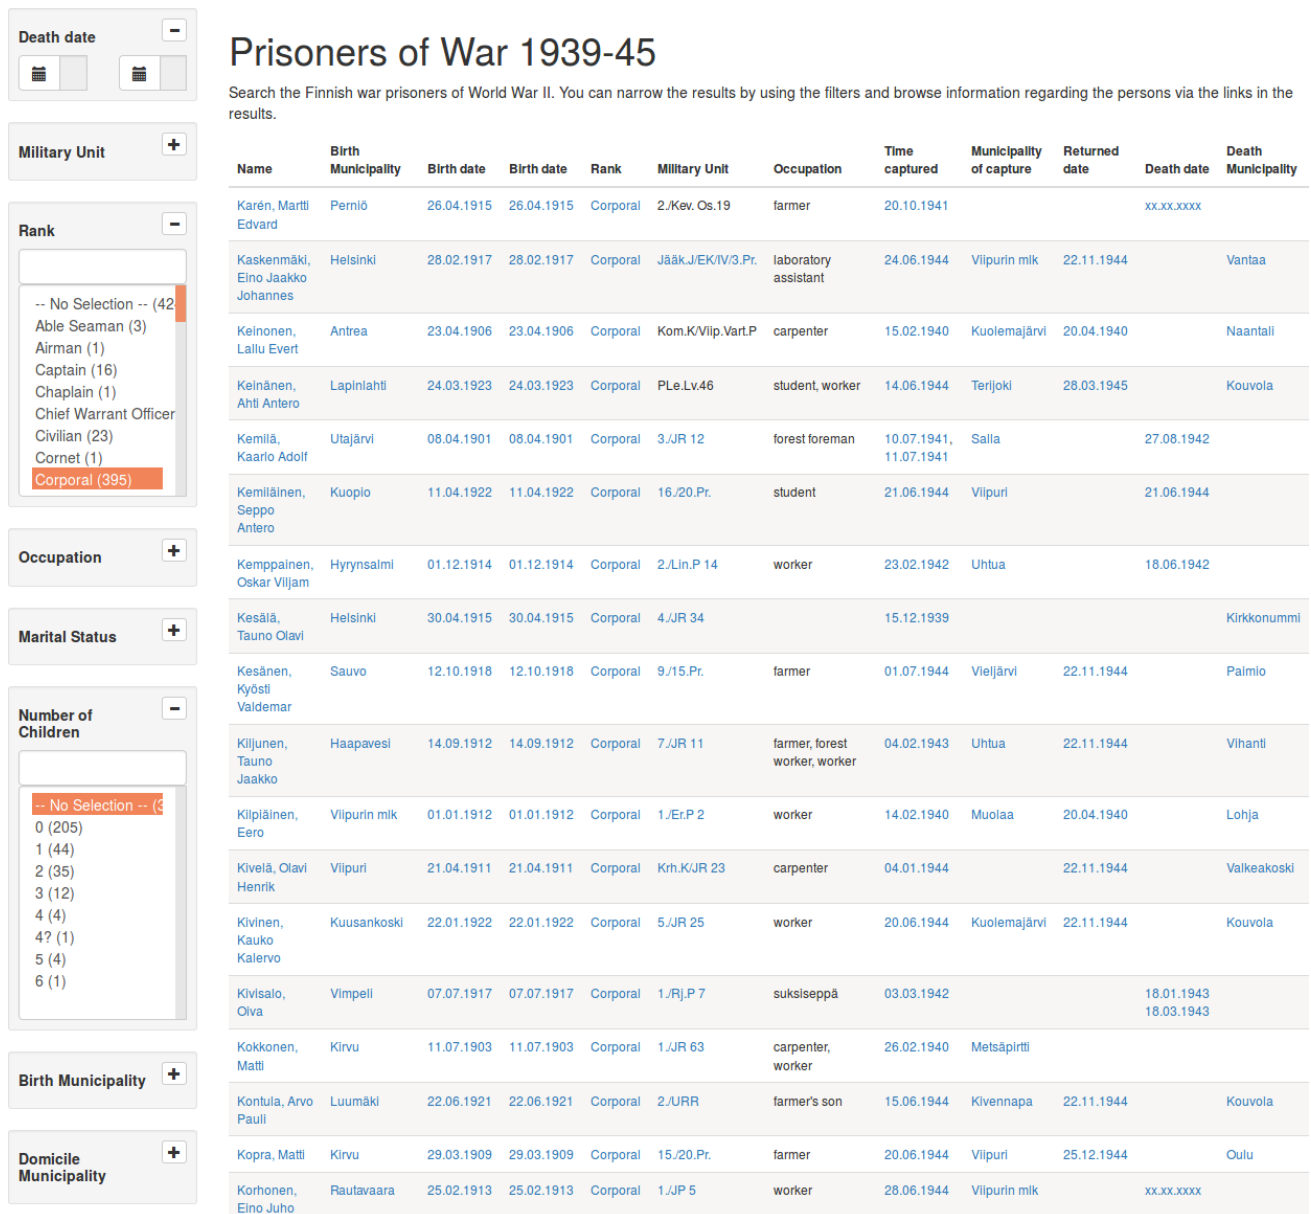 Death date
Military Unit
Rank
-- No Selection -- (42
Able Seaman (3)
Airman (1)
Captain (16)
Chaplain (1)
Chief Warrant Officer
Civilian (23)
Cornet (1)
Corporal (395)
Occupation
Marital Status
Number of
Children
-- No Selection -- (3
0 (205)
1 (44)
2 (35)
3 (12)
4 (4)
4? (1)
5 (4)
6 (1)
Birth Municipality
Domicile
Municipality
Prisoners of War 1939-45
Search the Finnish war prisoners of World War II. You can narrow the results by using the filters and browse information regarding the persons via the links in the
results.
Birth Time Municipality Returned Death
Name Municipality Birth date Birth date Rank Military Unit Occupation captured of capture date Death date Municipality
Karén, Martti Perniö 26.04.1915 26.04.1915 Corporal 2./Kev. Os.19 farmer 20.10.1941 xx.xx.xxxx
Edvard
Kaskenmäki, Helsinki 28.02.1917 28.02.1917 Corporal Jääk.J/EK/IV/3.Pr. laboratory 24.06.1944 Viipurin mlk 22.11.1944 Vantaa
Eino Jaakko assistant
Johannes
Keinonen, Antrea 23.04.1906 23.04.1906 Corporal Kom.K/Viip.Vart.P carpenter 15.02.1940 Kuolemajärvi 20.04.1940 Naantali
Lallu Evert
Keinänen, Lapinlahti 24.03.1923 24.03.1923 Corporal PLe.Lv.46 student, worker 14.06.1944 Terijoki 28.03.1945 Kouvola
Ahti Antero
Kemilä, Utajärvi 08.04.1901 08.04.1901 Corporal 3./JR 12 forest foreman 10.07.1941, Salla 27.08.1942
Kaarlo Adolf 11.07.1941
Kemiläinen, Kuopio 11.04.1922 11.04.1922 Corporal 16./20.Pr. student 21.06.1944 Viipuri 21.06.1944
Seppo
Antero
Kemppainen, Hyrynsalmi 01.12.1914 01.12.1914 Corporal 2./Lin.P 14 worker 23.02.1942 Uhtua 18.06.1942
Oskar Viljam
Kesälä, Helsinki 30.04.1915 30.04.1915 Corporal 4./JR 34 15.12.1939 Kirkkonummi
Tauno Olavi
Kesänen, Sauvo 12.10.1918 12.10.1918 Corporal 9./15.Pr. farmer 01.07.1944 Vieljärvi 22.11.1944 Paimio
Kyösti
Valdemar
Kiljunen, Haapavesi 14.09.1912 14.09.1912 Corporal 7./JR 11 farmer, forest 04.02.1943 Uhtua 22.11.1944 Vihanti
Tauno worker, worker
Jaakko
Kilpiäinen, Viipurin mlk 01.01.1912 01.01.1912 Corporal 1./Er.P 2 worker 14.02.1940 Muolaa 20.04.1940 Lohja
Eero
Kivelä, Olavi Viipuri 21.04.1911 21.04.1911 Corporal Krh.K/JR 23 carpenter 04.01.1944 22.11.1944 Valkeakoski
Henrik
Kivinen, Kuusankoski 22.01.1922 22.01.1922 Corporal 5./JR 25 worker 20.06.1944 Kuolemajärvi 22.11.1944 Kouvola
Kauko
Kalervo
Kivisalo, Vimpeli 07.07.1917 07.07.1917 Corporal 1./Rj.P 7 suksiseppä 03.03.1942 18.01.1943
Oiva 18.03.1943
Kokkonen, Kirvu 11.07.1903 11.07.1903 Corporal 1./JR 63 carpenter, 26.02.1940 Metsäpirtti
Matti worker
Kontula, Arvo Luumäki 22.06.1921 22.06.1921 Corporal 2./URR farmer's son 15.06.1944 Kivennapa 22.11.1944 Kouvola
Pauli
Kopra, Matti Kirvu 29.03.1909 29.03.1909 Corporal 15./20.Pr. farmer 20.06.1944 Viipuri 25.12.1944 Oulu
Korhonen, Rautavaara 25.02.1913 25.02.1913 Corporal 1./JP 5 worker 28.06.1944 Viipurin mlk xx.xx.xxxx
Eino Juho